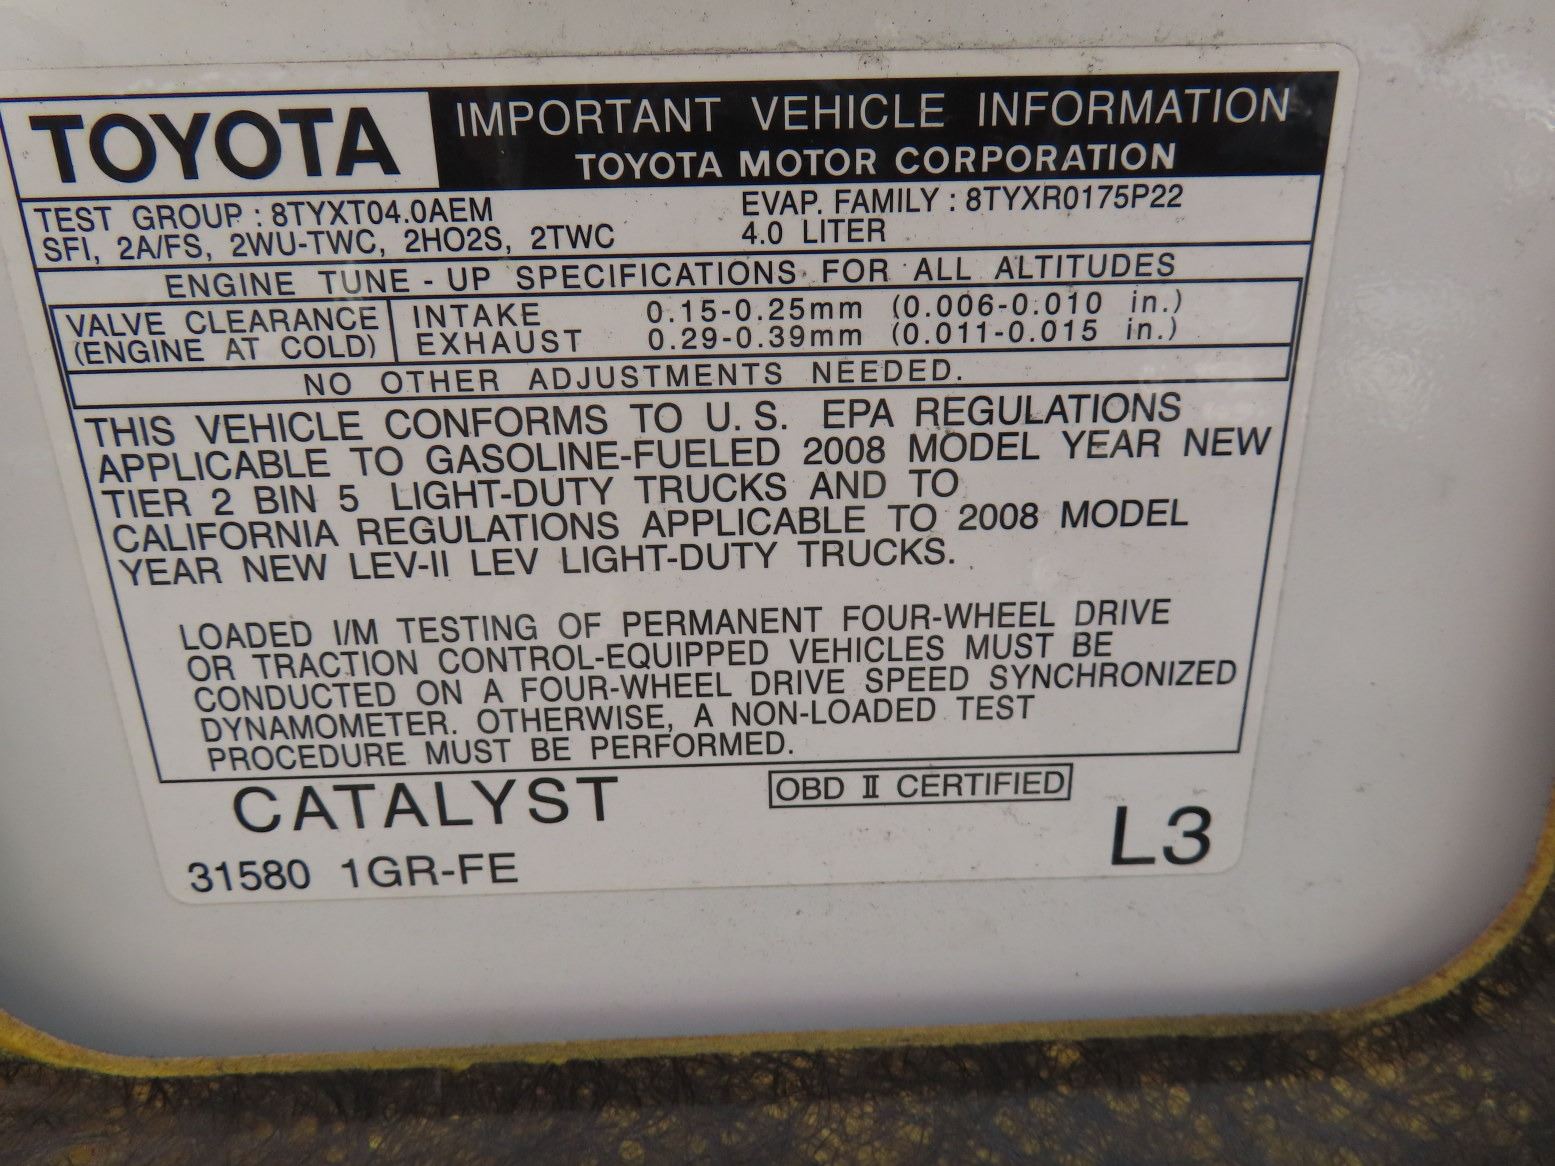 TOYOTA
IMPORTANT VEHICLE INFORMATION
TOYOTA MOTOR CORPORATION
TEST GROUP : 8TYXT04.0AEM EVAP. FAMILY : 8TYXR0175P22
SFI, 2A/FS, 2WU-TWC, 2HO2S, 2TWC 4.0 LITER
ENGINE TUNE - UP SPECIFICATIONS FOR ALL ALTITUDES
VALVE CLEARANCE INTAKE 0.15-0.25mm (0.006-0.010 in.)
(ENGINE AT COLD) EXHAUST 0.29-0.39mm (0.011-0.015 in.)
NO OTHER ADJUSTMENTS NEEDED.
THIS VEHICLE CONFORMS TO U.S. EPA REGULATIONS
APPLICABLE TO GASOLINE-FUELED 2008 MODEL YEAR NEW
TIER 2 BIN 5 LIGHT-DUTY TRUCKS AND TO
CALIFORNIA REGULATIONS APPLICABLE TO 2008 MODEL
YEAR NEW LEV-II LEV LIGHT-DUTY TRUCKS.
LOADED I/M TESTING OF PERMANENT FOUR-WHEEL DRIVE
OR TRACTION CONTROL-EQUIPPED VEHICLES MUST BE
CONDUCTED ON A FOUR-WHEEL DRIVE SPEED SYNCHRONIZED
DYNAMOMETER. OTHERWISE, A NON-LOADED TEST
PROCEDURE MUST BE PERFORMED.
CATALYST OBD II CERTIFIED
31580 1GR-FE L3